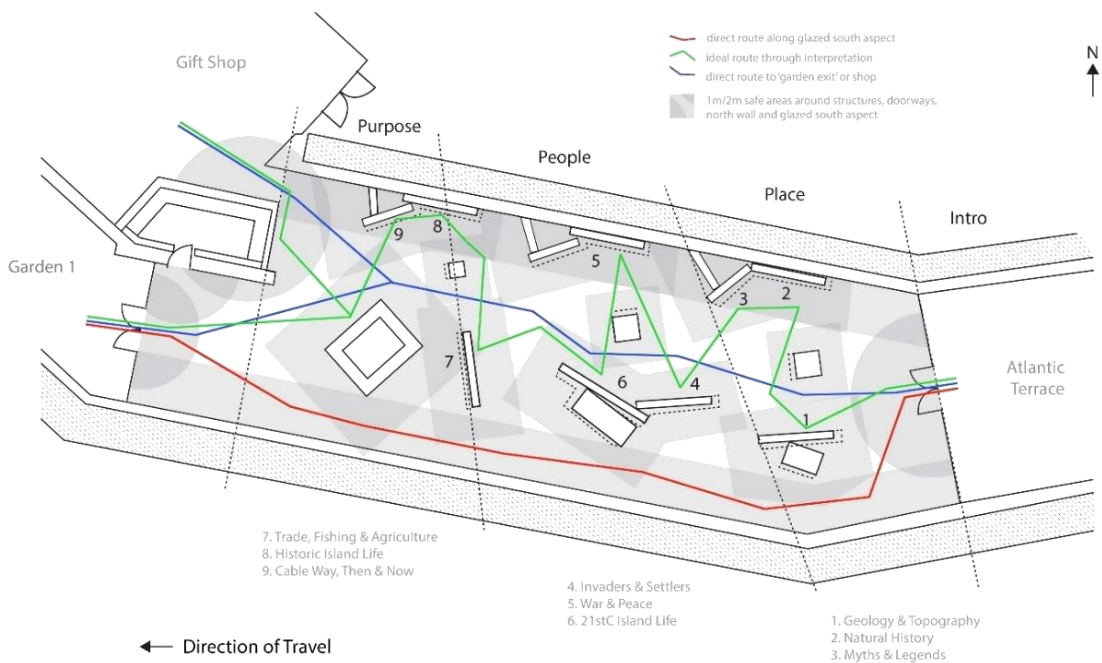 direct route along glazed south aspect
ideal route through interpretation
direct route to 'garden exit' or shop
1m/2m safe areas around structures, doorways,
north wall and glazed south aspect
N
Gift Shop
Purpose
People
Place
Intro
Garden 1
Atlantic
Terrace
9
8
5
3
2
7
6
4
1
7. Trade, Fishing & Agriculture
8. Historic Island Life
9. Cable Way, Then & Now
4. Invaders & Settlers
5. War & Peace
6. 21stC Island Life
1. Geology & Topography
2. Natural History
3. Myths & Legends
Direction of Travel